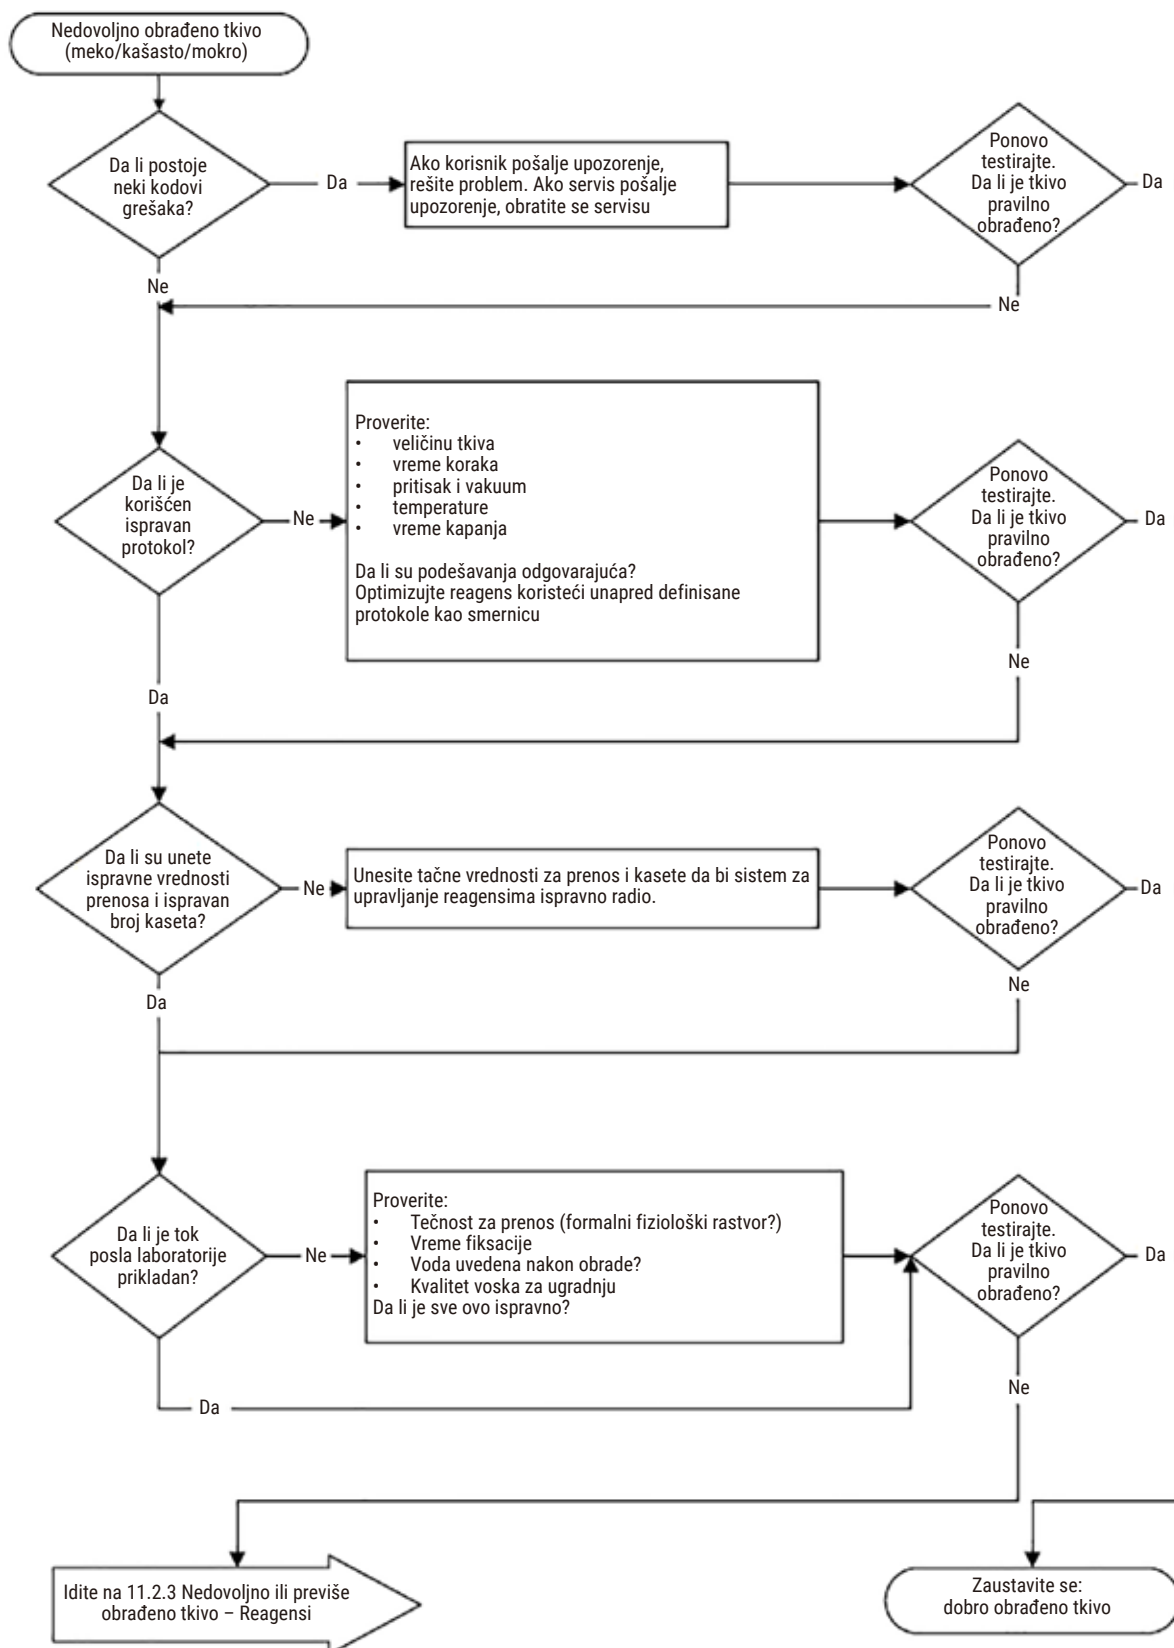 Nedovoljno obrađeno tkivo
(meko/kašasto/mokro)
Da li postoje
neki kodovi
grešaka?
Da
Ako korisnik pošalje upozorenje,
rešite problem. Ako servis pošalje
upozorenje, obratite se servisu
Ponovo
testirajte.
Da li je tkivo
pravilno
obrađeno?
Da
Ne
Ne
Da li je
korišćen
ispravan
protokol?
Ne
Proverite:
• veličinu tkiva
• vreme koraka
• pritisak i vakuum
• temperature
• vreme kapanja
Da li su podešavanja odgovarajuća?
Optimizujte reagens koristeći unapred definisane
protokole kao smernicu
Ponovo
testirajte.
Da li je tkivo
pravilno
obrađeno?
Da
Ne
Da
Da li su unete
ispravne vrednosti
prenosa i ispravan
broj kaseta?
Ne
Unesite tačne vrednosti za prenos i kasete da bi sistem za
upravljanje reagensima ispravno radio.
Ponovo
testirajte.
Da li je tkivo
pravilno
obrađeno?
Da
Ne
Da
Da li je tok
posla laboratorije
prikladan?
Ne
Proverite:
• Tečnost za prenos (formalni fiziološki rastvor?)
• Vreme fiksacije
• Voda uvedena nakon obrade?
• Kvalitet voska za ugradnju
Da li je sve ovo ispravno?
Ponovo
testirajte.
Da li je tkivo
pravilno
obrađeno?
Da
Ne
Da
Idite na 11.2.3 Nedovoljno ili previše
obrađeno tkivo – Reagensi
Zaustavite se:
dobro obrađeno tkivo